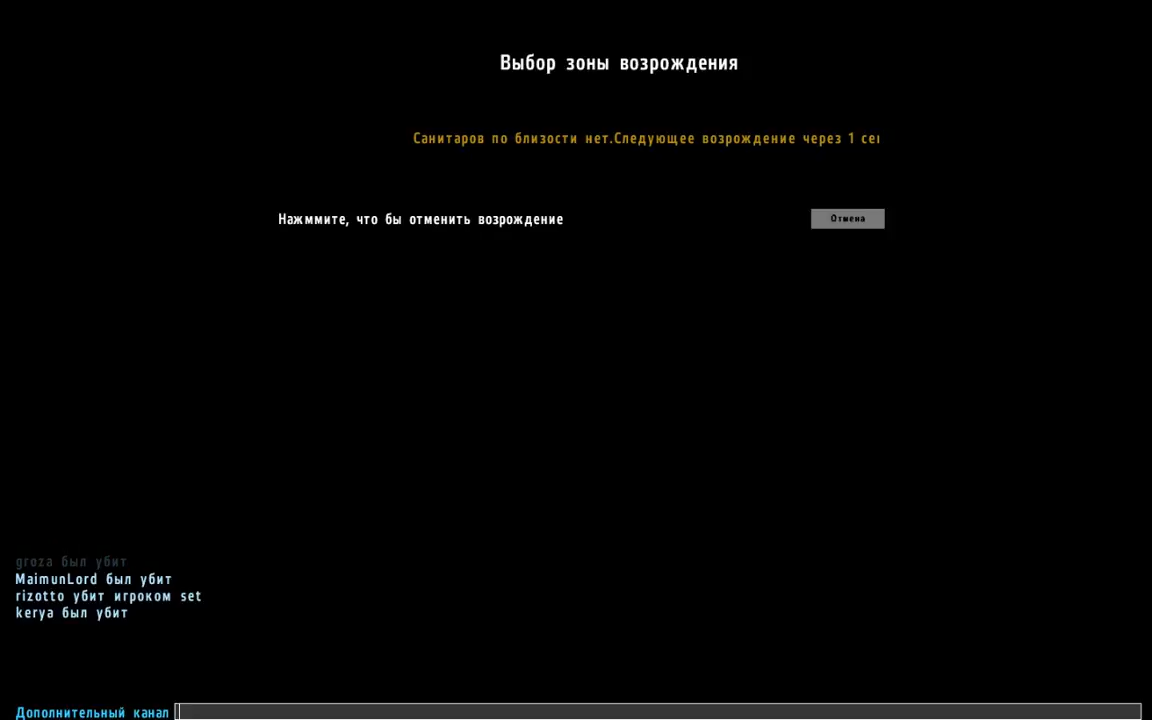 Выбор зоны возрождения
Санитаров по близости нет.Следующее возрождение через 1
Нажммите, что бы отменить возрождение
Отмена
groza был убит
MaimunLord был убит
rizotto убит игроком set
kerya был убит
Дополнительный канал